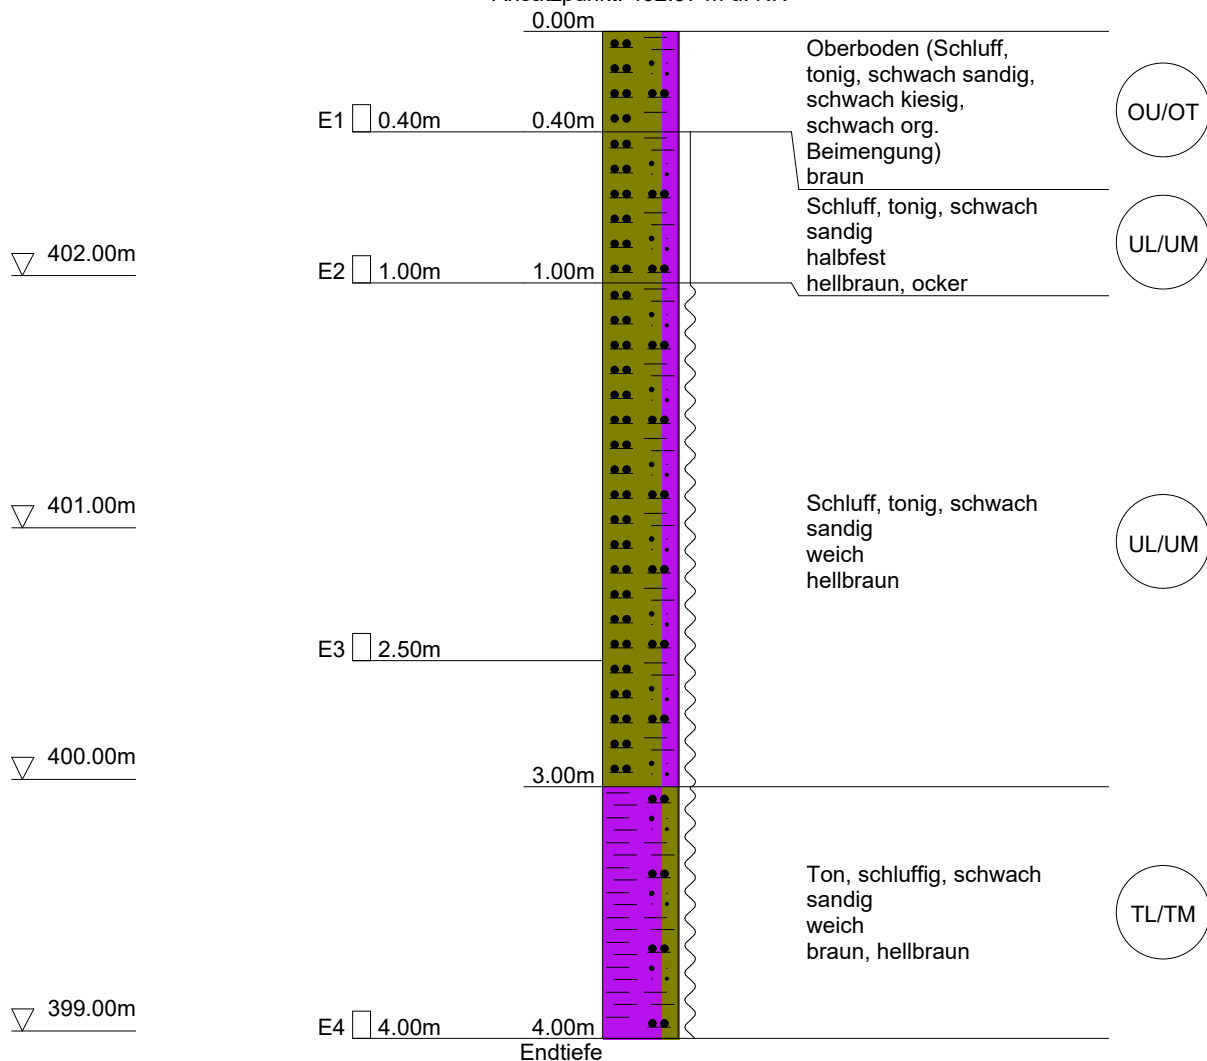 0.00m
Oberboden (Schluff,
tonig, schwach sandig,
schwach kiesig,
schwach org.
Beimengung)
braun
OU/OT
E1 0.40m 0.40m
Schluff, tonig, schwach
sandig
halbfest
hellbraun, ocker
UL/UM
402.00m
E2 1.00m 1.00m
401.00m
Schluff, tonig, schwach
sandig
weich
hellbraun
UL/UM
E3 2.50m
400.00m
3.00m
Ton, schluffig, schwach
sandig
weich
braun, hellbraun
TL/TM
399.00m
E4 4.00m 4.00m
Endtiefe